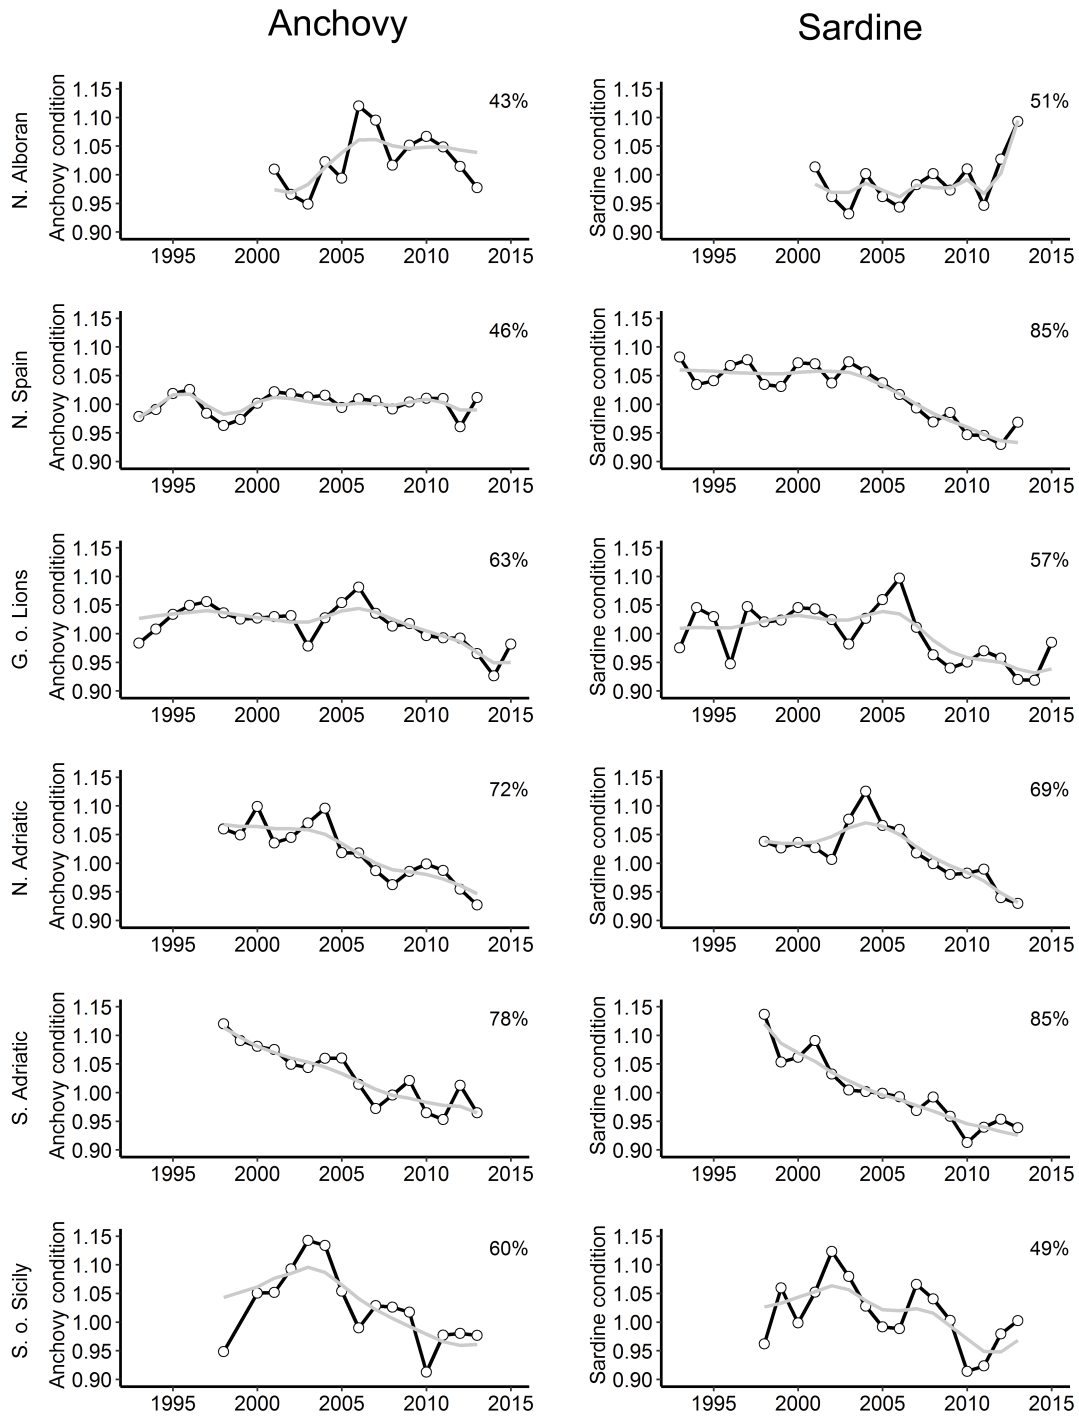 Anchovy
Sardine
N. Alboran
Anchovy condition
1.15
1.10
1.05
1.00
0.95
0.90
43%
1995 2000 2005 2010 2015
Sardine condition
1.15
1.10
1.05
1.00
0.95
0.90
51%
1995 2000 2005 2010 2015
N. Spain
Anchovy condition
1.15
1.10
1.05
1.00
0.95
0.90
46%
1995 2000 2005 2010 2015
Sardine condition
1.15
1.10
1.05
1.00
0.95
0.90
85%
1995 2000 2005 2010 2015
G. o. Lions
Anchovy condition
1.15
1.10
1.05
1.00
0.95
0.90
63%
1995 2000 2005 2010 2015
Sardine condition
1.15
1.10
1.05
1.00
0.95
0.90
57%
1995 2000 2005 2010 2015
N. Adriatic
Anchovy condition
1.15
1.10
1.05
1.00
0.95
0.90
72%
1995 2000 2005 2010 2015
Sardine condition
1.15
1.10
1.05
1.00
0.95
0.90
69%
1995 2000 2005 2010 2015
S. Adriatic
Anchovy condition
1.15
1.10
1.05
1.00
0.95
0.90
78%
1995 2000 2005 2010 2015
Sardine condition
1.15
1.10
1.05
1.00
0.95
0.90
85%
1995 2000 2005 2010 2015
S. o. Sicily
Anchovy condition
1.15
1.10
1.05
1.00
0.95
0.90
60%
1995 2000 2005 2010 2015
Sardine condition
1.15
1.10
1.05
1.00
0.95
0.90
49%
1995 2000 2005 2010 2015